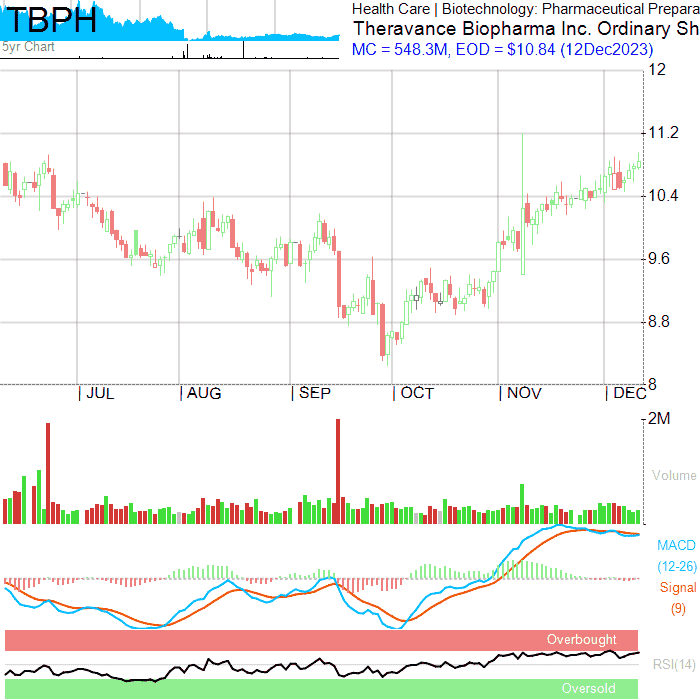 TBPH
Health Care | Biotechnology: Pharmaceutical Prepara
Theravance Biopharma Inc. Ordinary Sh
5yr Chart
MC = 548.3M, EOD = $10.84 (12Dec2023)
12
11.2
10.4
9.6
8.8
8
JUL
AUG
SEP
OCT
NOV
DEC
2M
Volume
MACD
(12-26)
Signal
(9)
Overbought
RSI(14)
Oversold